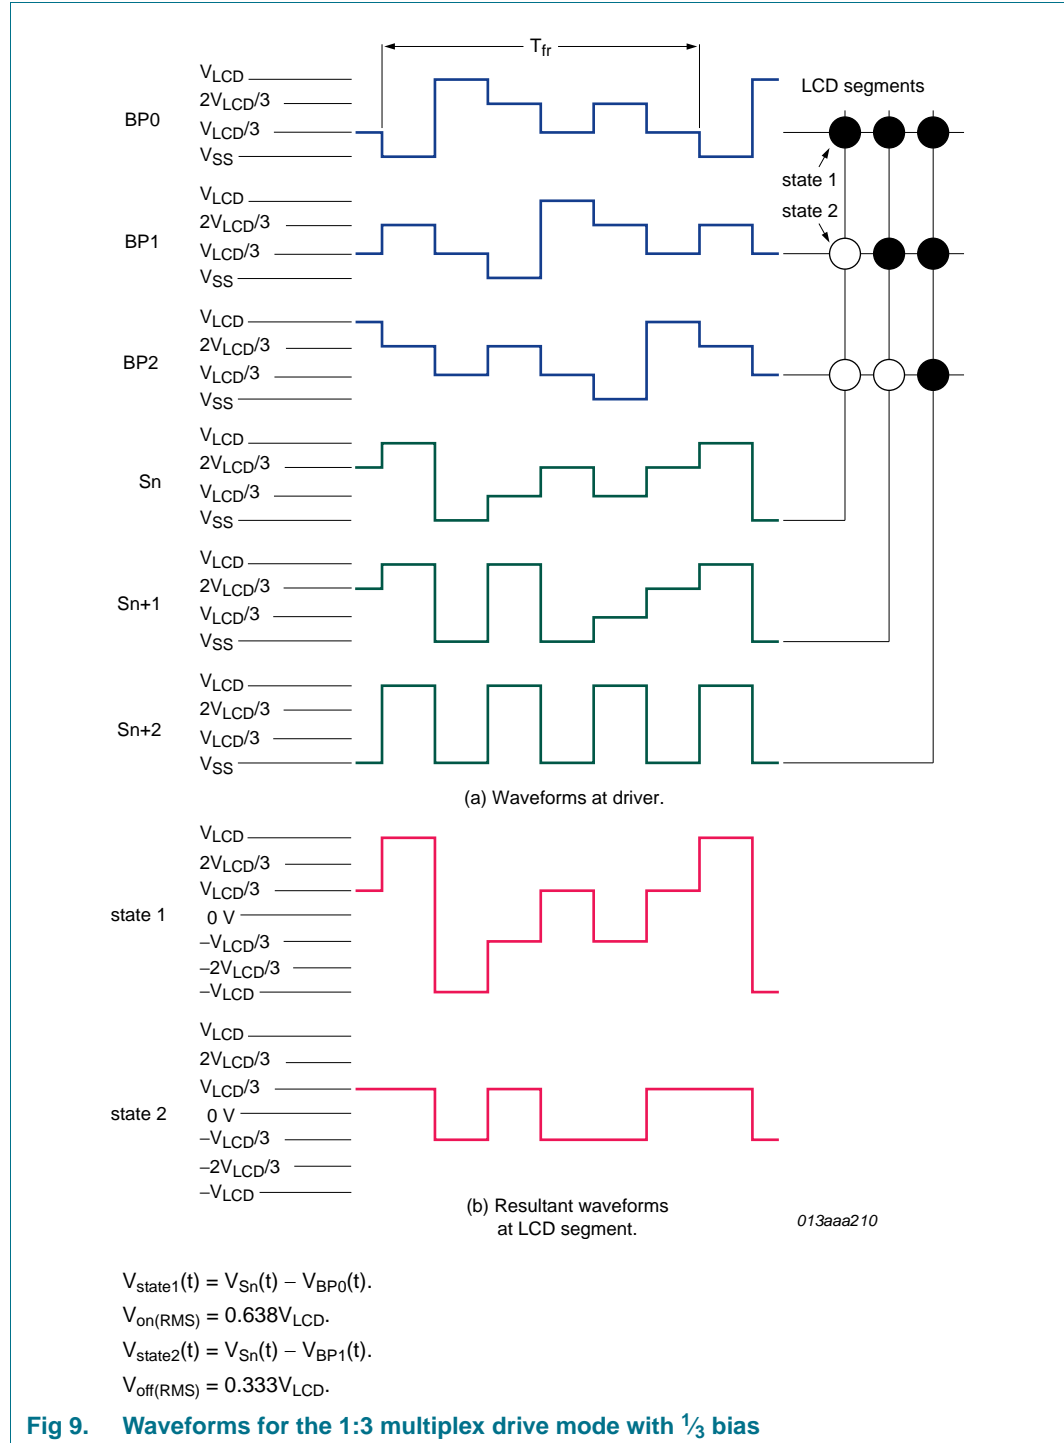 Tfr
VLCD
2VLCD/3
BP0
VLCD/3
VSS
LCD segments
state 1
VLCD
2VLCD/3
BP1
VLCD/3
VSS
state 2
VLCD
2VLCD/3
BP2
VLCD/3
VSS
VLCD
2VLCD/3
Sn
VLCD/3
VSS
VLCD
2VLCD/3
Sn+1
VLCD/3
VSS
VLCD
2VLCD/3
Sn+2
VLCD/3
VSS
(a) Waveforms at driver.
VLCD
2VLCD/3
VLCD/3
state 1
0 V
−VLCD/3
−2VLCD/3
−VLCD
VLCD
2VLCD/3
VLCD/3
state 2
0 V
−VLCD/3
−2VLCD/3
−VLCD
(b) Resultant waveforms
at LCD segment.
013aaa210
Vstate1(t) = VSn(t) − VBP0(t).
Von(RMS) = 0.638VLCD.
Vstate2(t) = VSn(t) − VBP1(t).
Voff(RMS) = 0.333VLCD.
Fig 9. Waveforms for the 1:3 multiplex drive mode with 1⁄3 bias